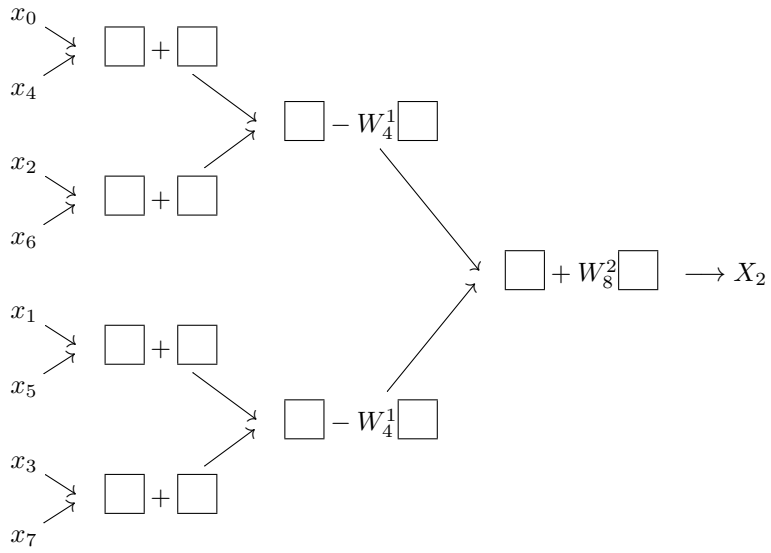 x_0
□ + □
x_4
□ − W_4^1 □
x_2
□ + □
x_6
□ + W_8^2 □ ⟶ X_2
x_1
□ + □
x_5
□ − W_4^1 □
x_3
□ + □
x_7